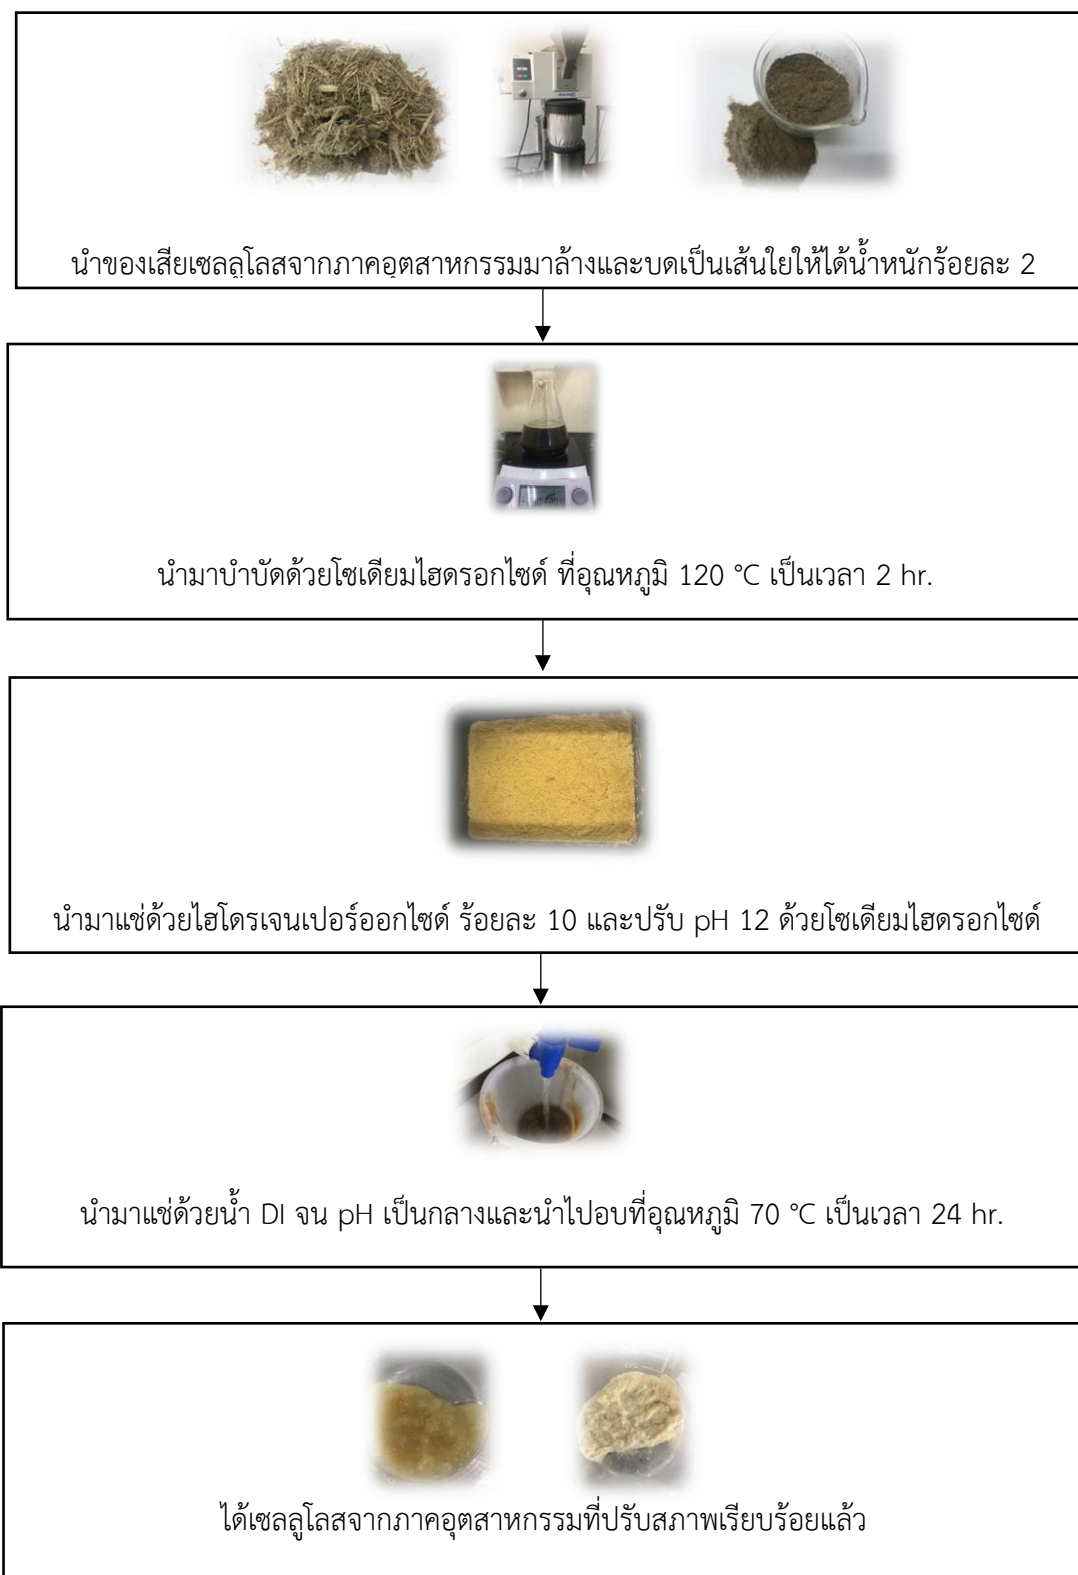 นำของเสียเซลลูโลสจากภาคอุตสาหกรรมมาล้างและบดเป็นเส้นใยให้ได้น้ำหนักร้อยละ 2
นำมาบำบัดด้วยโซเดียมไฮดรอกไซด์ ที่อุณหภูมิ 120 °C เป็นเวลา 2 hr.
นำมาแช่ด้วยไฮโดรเจนเปอร์ออกไซด์ ร้อยละ 10 และปรับ pH 12 ด้วยโซเดียมไฮดรอกไซด์
นำมาแช่ด้วยน้ำ DI จน pH เป็นกลางและนำไปอบที่อุณหภูมิ 70 °C เป็นเวลา 24 hr.
ได้เซลลูโลสจากภาคอุตสาหกรรมที่ปรับสภาพเรียบร้อยแล้ว